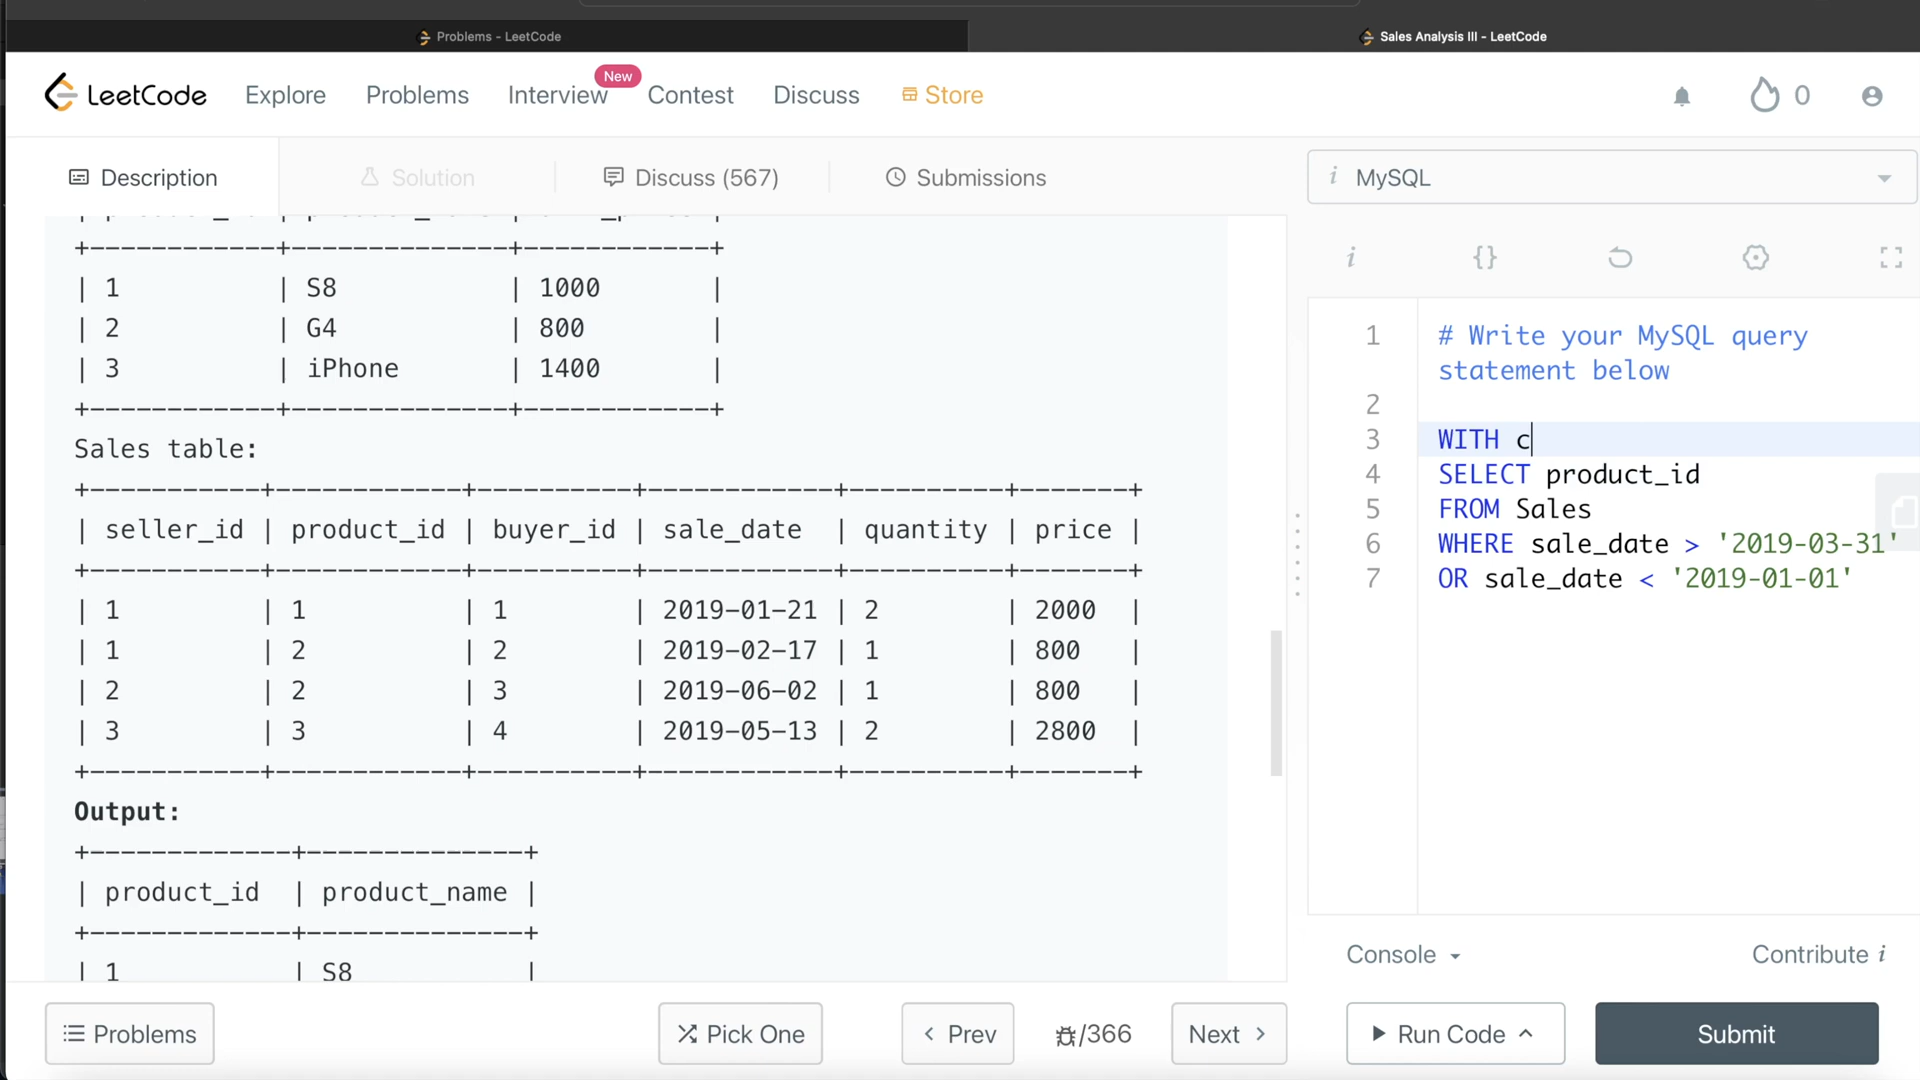 Problems - LeetCode
Sales Analysis III - LeetCode
LeetCode Explore Problems Interview New Contest Discuss Store 0
Description Solution Discuss (567) Submissions
+-------------+--------------+------------+
| 1 | S8 | 1000 |
| 2 | G4 | 800 |
| 3 | iPhone | 1400 |
+-------------+--------------+------------+
Sales table:
+-----------+------------+----------+------------+----------+-------+
| seller_id | product_id | buyer_id | sale_date | quantity | price |
+-----------+------------+----------+------------+----------+-------+
| 1 | 1 | 1 | 2019-01-21 | 2 | 2000 |
| 1 | 2 | 2 | 2019-02-17 | 1 | 800 |
| 2 | 2 | 3 | 2019-06-02 | 1 | 800 |
| 3 | 3 | 4 | 2019-05-13 | 2 | 2800 |
+-----------+------------+----------+------------+----------+-------+
Output:
+-------------+--------------+
| product_id | product_name |
+-------------+--------------+
| 1 | S8 |
i MySQL
i {}
1 # Write your MySQL query
statement below
2
3 WITH c
4 SELECT product_id
5 FROM Sales
6 WHERE sale_date > '2019-03-31'
7 OR sale_date < '2019-01-01'
Console Contribute i
Problems Pick One < Prev /366 Next > Run Code Submit